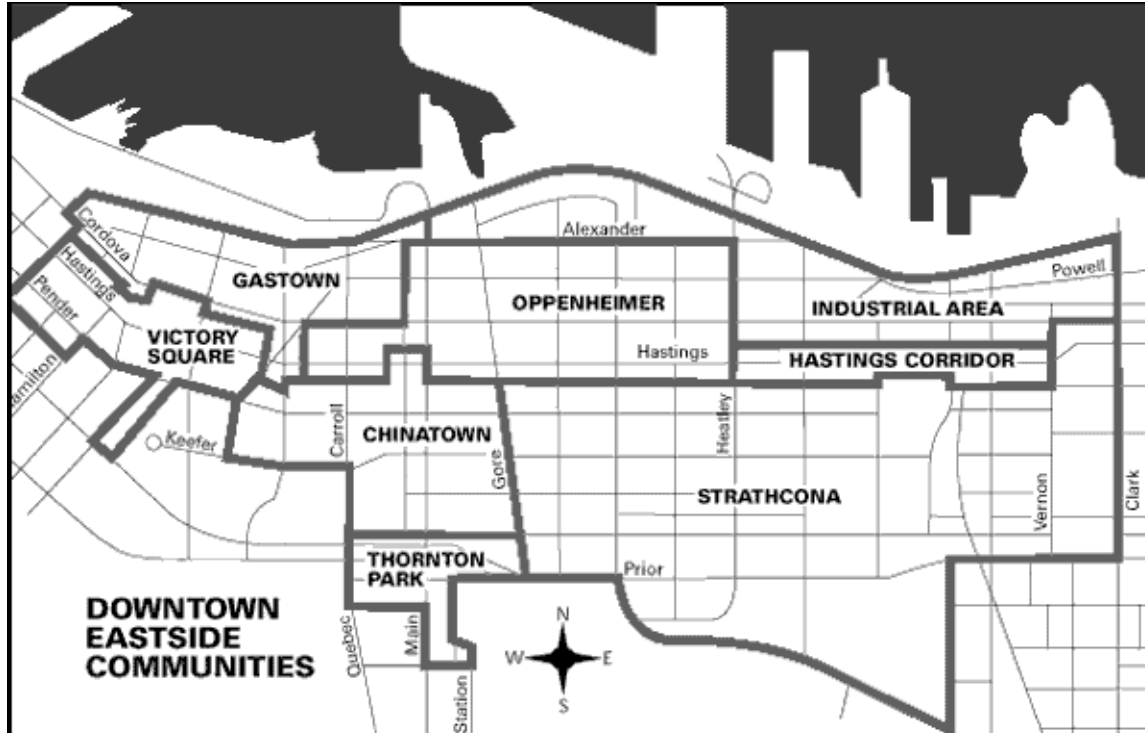 Alexander
Cordova
Powell
GASTOWN
Hastings
OPPENHEIMER
INDUSTRIAL AREA
Pender
VICTORY
SQUARE
Hastings
HASTINGS CORRIDOR
Hamilton
Carroll
Heatley
CHINATOWN
Keefer
Gore
STRATHCONA
Vernon
Clark
THORNTON
PARK
Prior
DOWNTOWN
EASTSIDE
COMMUNITIES
Quebec
Main
Station
N
W
E
S